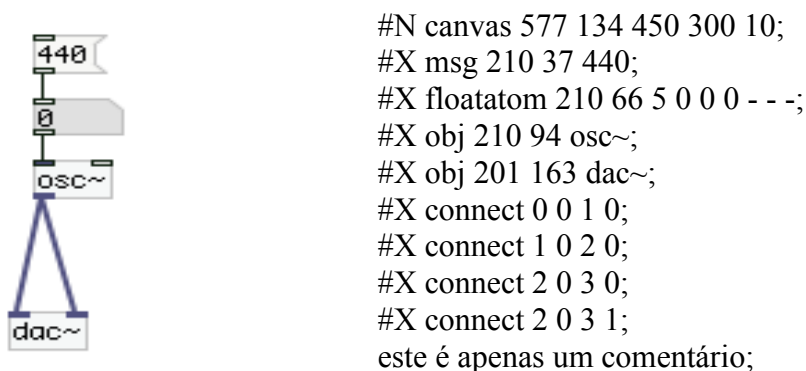 440
0
osc~
dac~
#N canvas 577 134 450 300 10;
#X msg 210 37 440;
#X floatatom 210 66 5 0 0 0 - - -;
#X obj 210 94 osc~;
#X obj 201 163 dac~;
#X connect 0 0 1 0;
#X connect 1 0 2 0;
#X connect 2 0 3 0;
#X connect 2 0 3 1;
este é apenas um comentário;